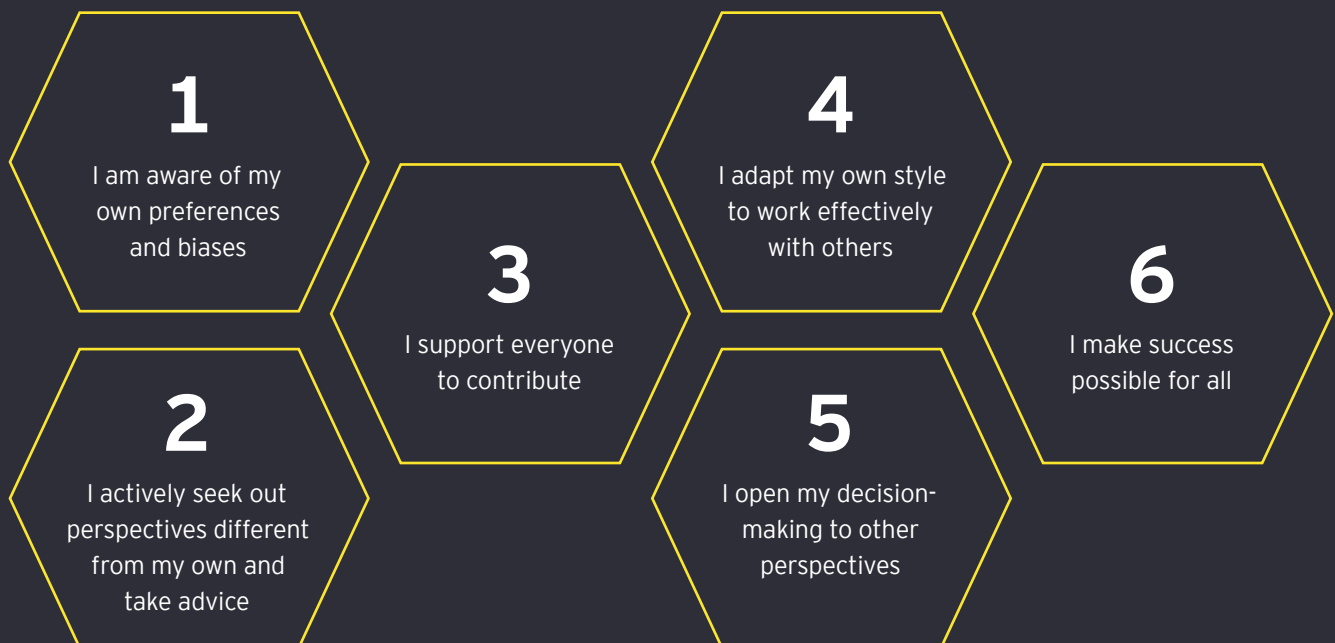 1
I am aware of my
own preferences
and biases
2
I actively seek out
perspectives different
from my own and
take advice
3
I support everyone
to contribute
4
I adapt my own style
to work effectively
with others
5
I open my decision-
making to other
perspectives
6
I make success
possible for all